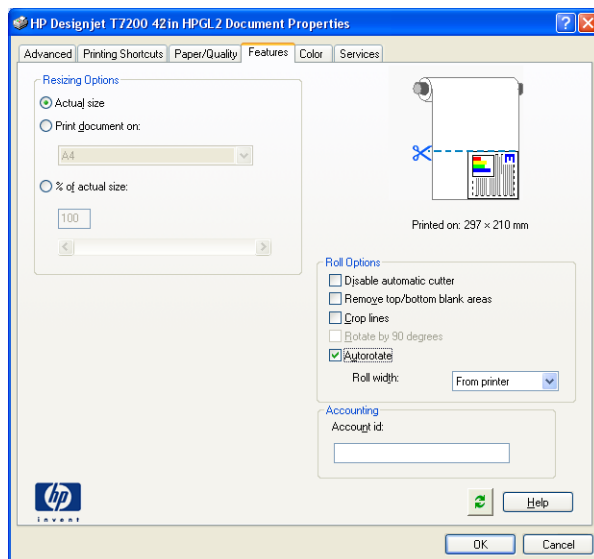 HP Designjet T7200 42in HPGL2 Document Properties
Advanced Printing Shortcuts Paper/Quality Features Color Services
Resizing Options
Actual size
Print document on:
A4
% of actual size:
100
Printed on: 297 × 210 mm
Roll Options
Disable automatic cutter
Remove top/bottom blank areas
Crop lines
Rotate by 90 degrees
Autorotate
Roll width: From printer
Accounting
Account id:
hp
invent
Help
OK Cancel